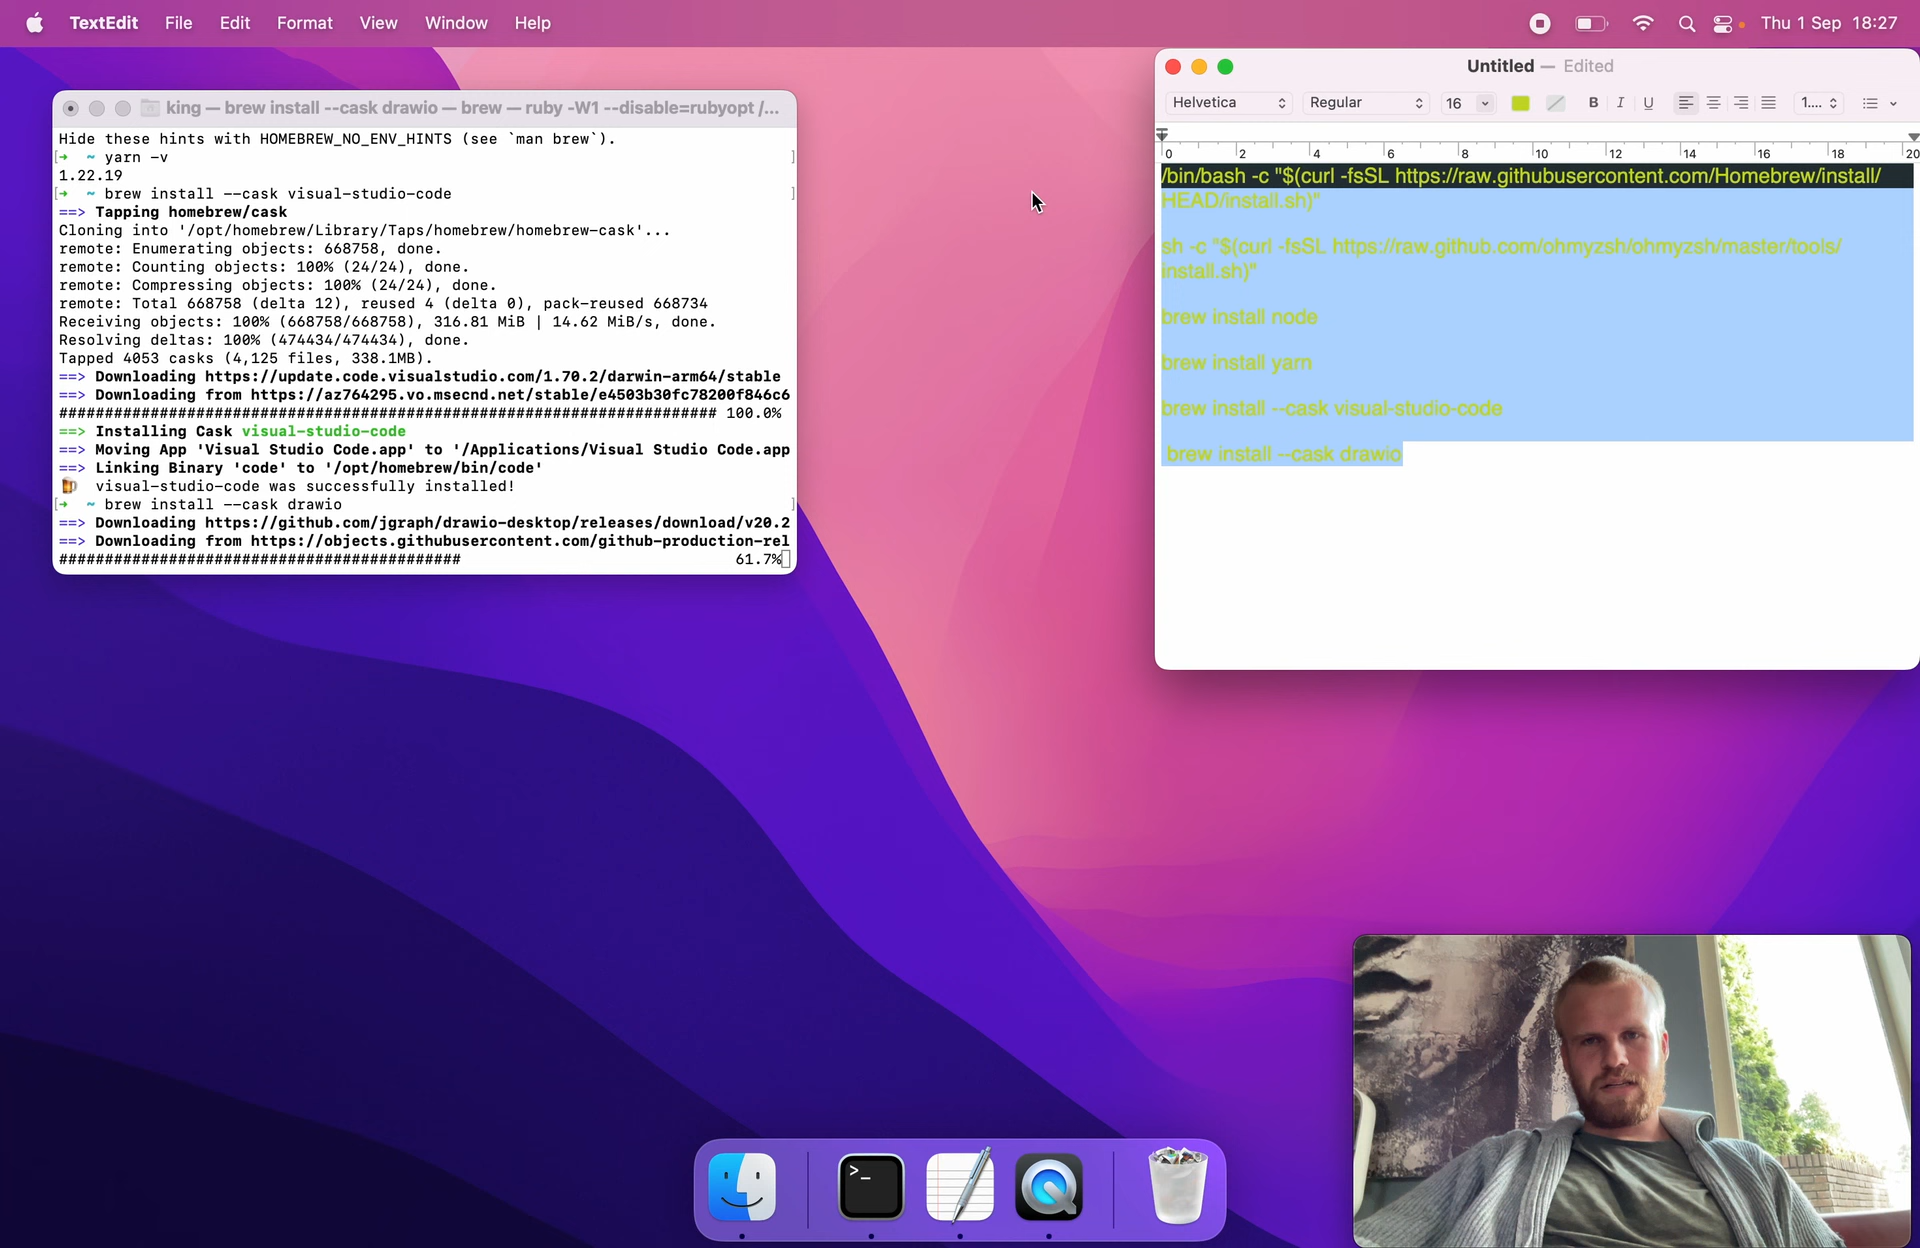 TextEdit File Edit Format View Window Help Thu 1 Sep 18:27
king — brew install --cask drawio — brew — ruby -W1 --disable=rubyopt /...
Hide these hints with HOMEBREW_NO_ENV_HINTS (see `man brew`).
[➜ ~ yarn -v ]
1.22.19
[➜ ~ brew install --cask visual-studio-code ]
==> Tapping homebrew/cask
Cloning into '/opt/homebrew/Library/Taps/homebrew/homebrew-cask'...
remote: Enumerating objects: 668758, done.
remote: Counting objects: 100% (24/24), done.
remote: Compressing objects: 100% (24/24), done.
remote: Total 668758 (delta 12), reused 4 (delta 0), pack-reused 668734
Receiving objects: 100% (668758/668758), 316.81 MiB | 14.62 MiB/s, done.
Resolving deltas: 100% (474434/474434), done.
Tapped 4053 casks (4,125 files, 338.1MB).
==> Downloading https://update.code.visualstudio.com/1.70.2/darwin-arm64/stable
==> Downloading from https://az764295.vo.msecnd.net/stable/e4503b30fc78200f846c6
######################################################################## 100.0%
==> Installing Cask visual-studio-code
==> Moving App 'Visual Studio Code.app' to '/Applications/Visual Studio Code.app
==> Linking Binary 'code' to '/opt/homebrew/bin/code'
🍺 visual-studio-code was successfully installed!
[➜ ~ brew install --cask drawio ]
==> Downloading https://github.com/jgraph/drawio-desktop/releases/download/v20.2
==> Downloading from https://objects.githubusercontent.com/github-production-rel
############################################ 61.7%
Untitled — Edited
Helvetica Regular 16 B I U 1....
0 2 4 6 8 10 12 14 16 18 20
/bin/bash -c "$(curl -fsSL https://raw.githubusercontent.com/Homebrew/install/
HEAD/install.sh)"
sh -c "$(curl -fsSL https://raw.github.com/ohmyzsh/ohmyzsh/master/tools/
install.sh)"
brew install node
brew install yarn
brew install --cask visual-studio-code
brew install --cask drawio
>_